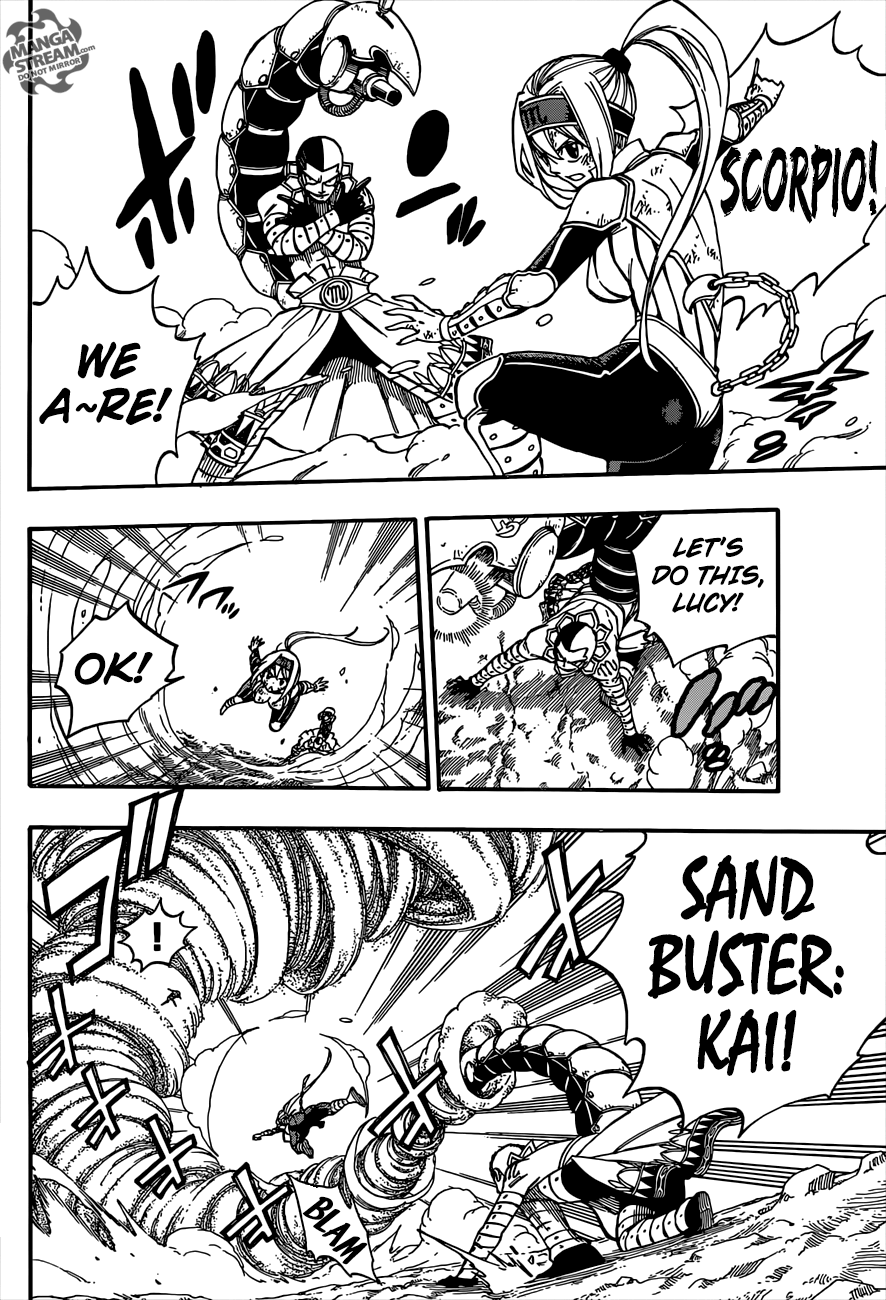 MANGA
STREAM.com
DO NOT MIRROR
SCORPIO!
WE
A~RE!
LET'S
DO THIS,
LUCY!
OK!
SAND
BUSTER:
KAI!
!
BLAM